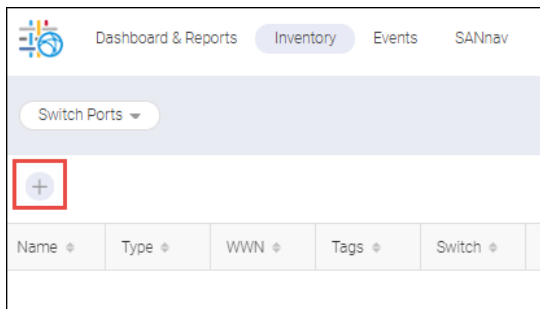 Dashboard & Reports Inventory Events SANnav
Switch Ports
Name Type WWN Tags Switch